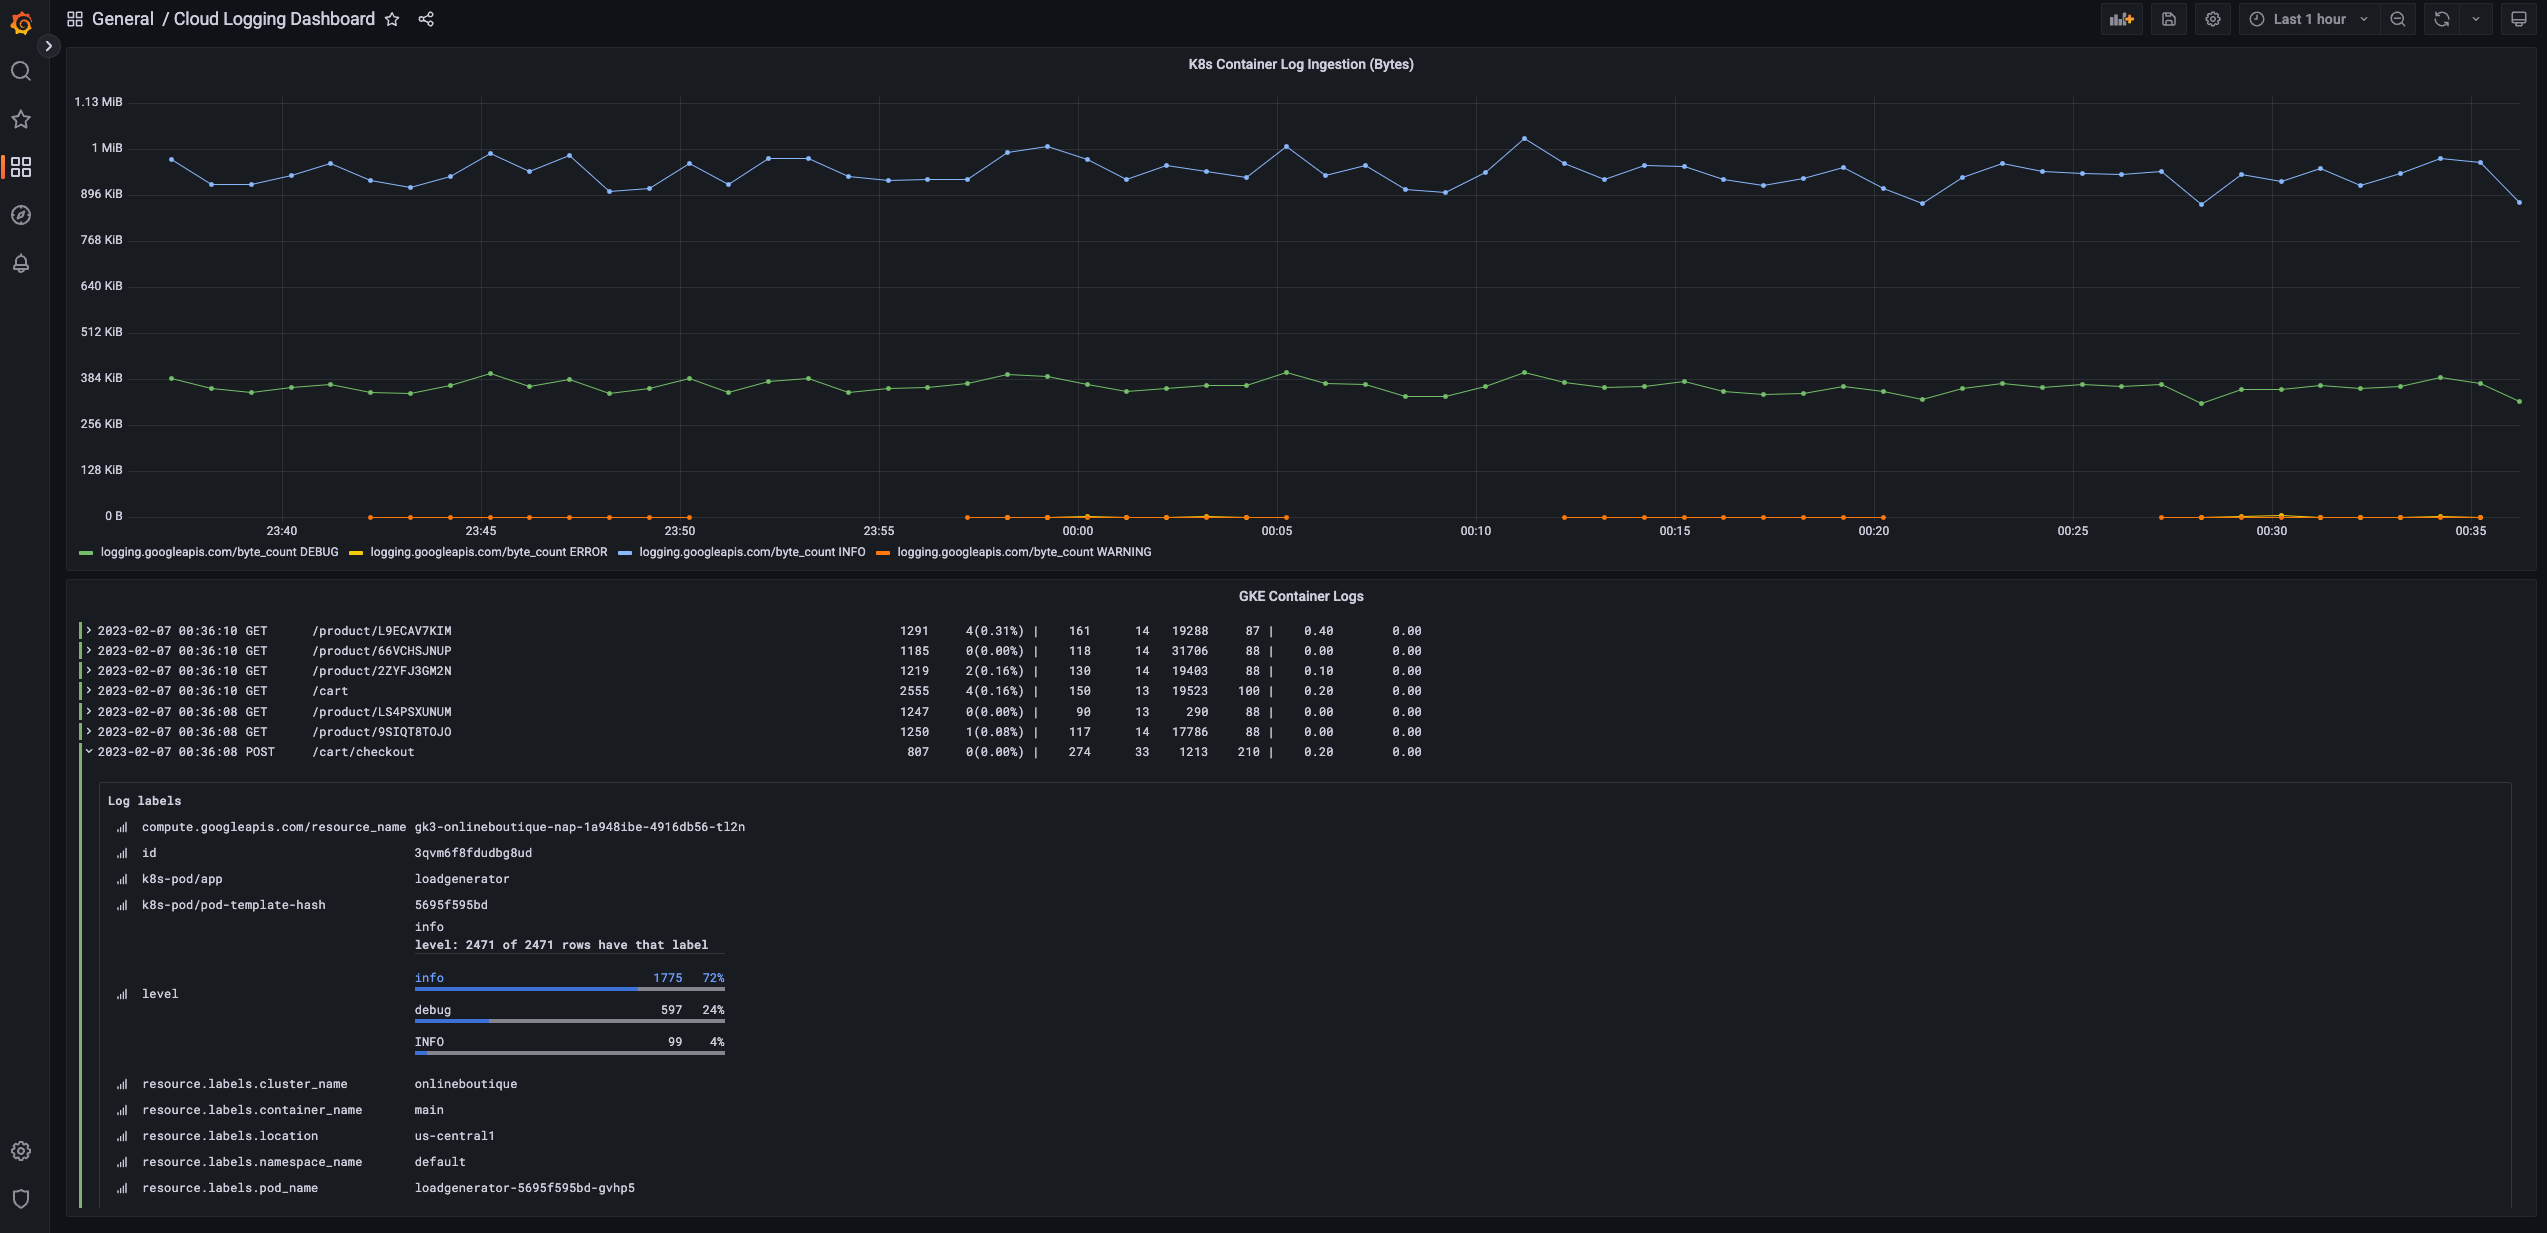 General / Cloud Logging Dashboard
Last 1 hour
K8s Container Log Ingestion (Bytes)
1.13 MiB
1 MiB
896 KiB
768 KiB
640 KiB
512 KiB
384 KiB
256 KiB
128 KiB
0 B
23:40 23:45 23:50 23:55 00:00 00:05 00:10 00:15 00:20 00:25 00:30 00:35
logging.googleapis.com/byte_count DEBUG logging.googleapis.com/byte_count ERROR logging.googleapis.com/byte_count INFO logging.googleapis.com/byte_count WARNING
GKE Container Logs
2023-02-07 00:36:10 GET /product/L9ECAV7KIM 1291 4(0.31%) | 161 14 19288 87 | 0.40 0.00
2023-02-07 00:36:10 GET /product/66VCHSJNUP 1185 0(0.00%) | 118 14 31706 88 | 0.00 0.00
2023-02-07 00:36:10 GET /product/2ZYFJ3GM2N 1219 2(0.16%) | 130 14 19403 88 | 0.10 0.00
2023-02-07 00:36:10 GET /cart 2555 4(0.16%) | 150 13 19523 100 | 0.20 0.00
2023-02-07 00:36:08 GET /product/LS4PSXUNUM 1247 0(0.00%) | 90 13 290 88 | 0.00 0.00
2023-02-07 00:36:08 GET /product/9SIQT8TOJO 1250 1(0.08%) | 117 14 17786 88 | 0.00 0.00
2023-02-07 00:36:08 POST /cart/checkout 807 0(0.00%) | 274 33 1213 210 | 0.20 0.00
Log labels
compute.googleapis.com/resource_name gk3-onlineboutique-nap-1a948ibe-4916db56-tl2n
id 3qvm6f8fdudbg8ud
k8s-pod/app loadgenerator
k8s-pod/pod-template-hash 5695f595bd
info
level: 2471 of 2471 rows have that label
info 1775 72%
level
debug 597 24%
INFO 99 4%
resource.labels.cluster_name onlineboutique
resource.labels.container_name main
resource.labels.location us-central1
resource.labels.namespace_name default
resource.labels.pod_name loadgenerator-5695f595bd-gvhp5